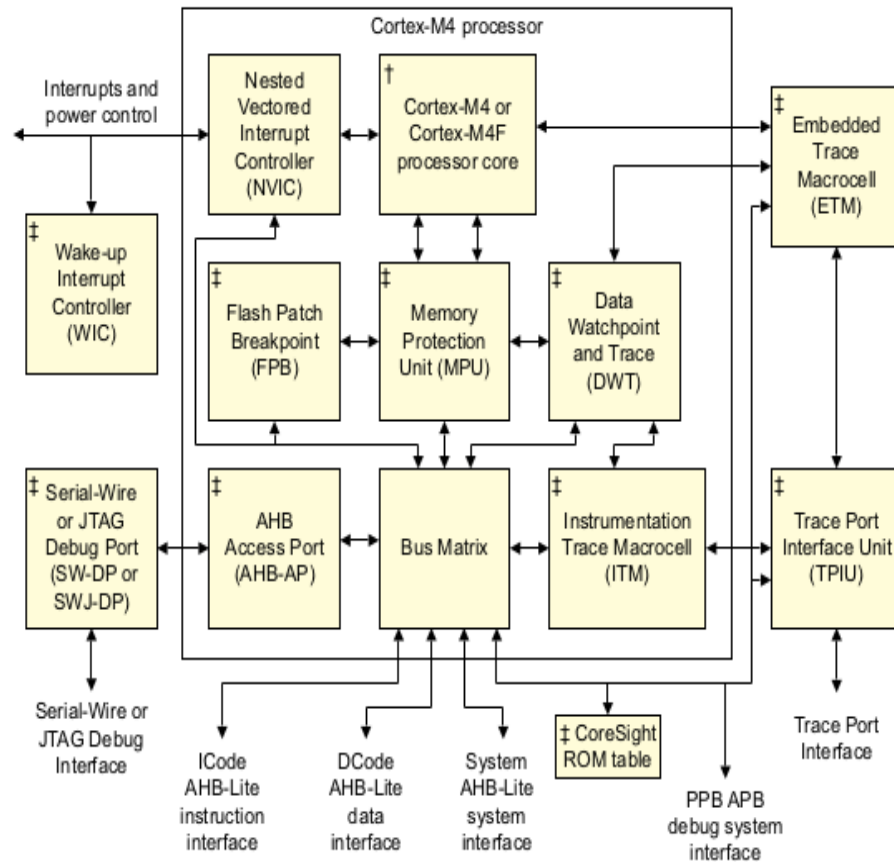 Cortex-M4 processor
Interrupts and
power control
Nested
Vectored
Interrupt
Controller
(NVIC)
†
Cortex-M4 or
Cortex-M4F
processor core
‡
Embedded
Trace
Macrocell
(ETM)
‡
Wake-up
Interrupt
Controller
(WIC)
‡
Flash Patch
Breakpoint
(FPB)
‡
Memory
Protection
Unit (MPU)
‡
Data
Watchpoint
and Trace
(DWT)
‡
Serial-Wire
or JTAG
Debug Port
(SW-DP or
SWJ-DP)
‡
AHB
Access Port
(AHB-AP)
Bus Matrix
‡
Instrumentation
Trace Macrocell
(ITM)
‡
Trace Port
Interface Unit
(TPIU)
Serial-Wire or
JTAG Debug
Interface
ICode
AHB-Lite
instruction
interface
DCode
AHB-Lite
data
interface
System
AHB-Lite
system
interface
‡ CoreSight
ROM table
PPB APB
debug system
interface
Trace Port
Interface